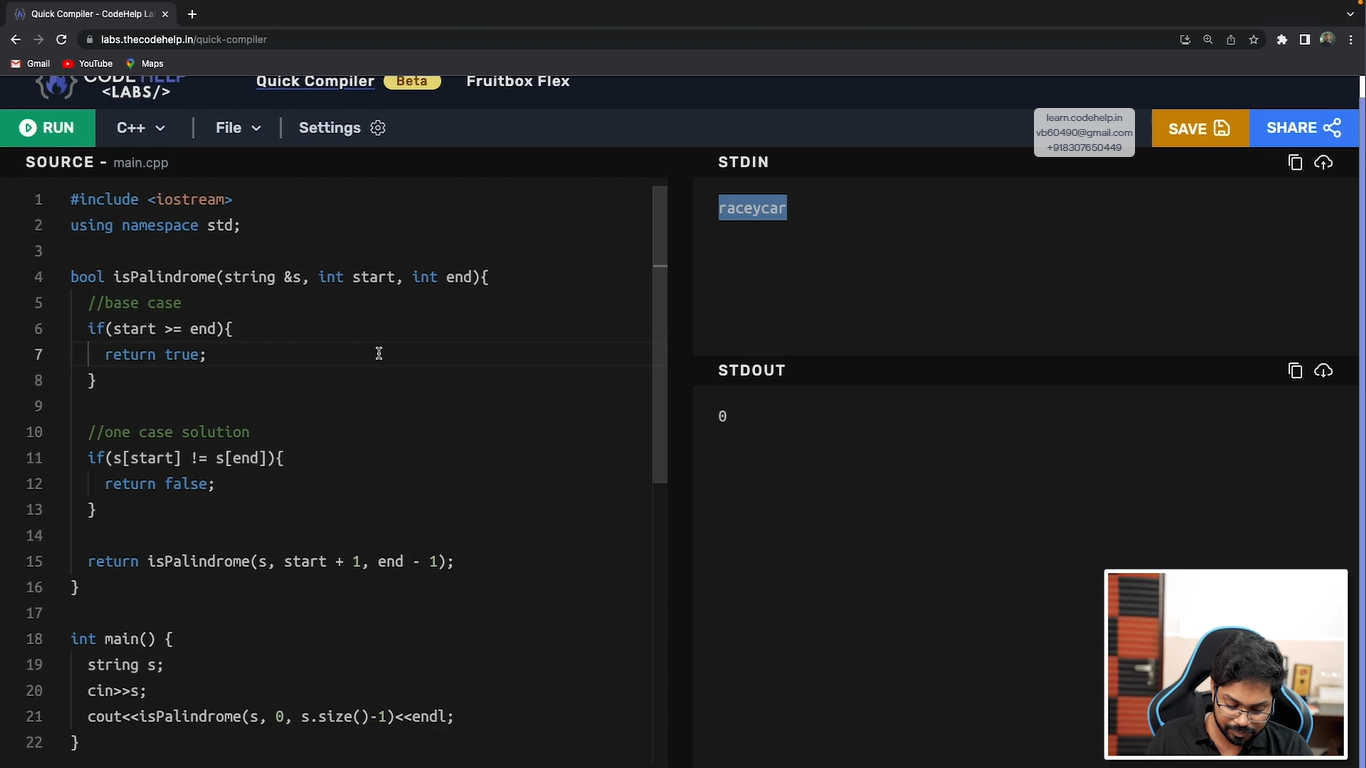 Quick Compiler - CodeHelp La
labs.thecodehelp.in/quick-compiler
Gmail YouTube Maps
CODE HELP
<LABS/>
Quick Compiler Beta Fruitbox Flex
RUN C++ File Settings SAVE SHARE
learn.codehelp.in
vb60490@gmail.com
+918307650449
SOURCE - main.cpp
1 #include <iostream>
2 using namespace std;
3
4 bool isPalindrome(string &s, int start, int end){
5 //base case
6 if(start >= end){
7 return true;
8 }
9
10 //one case solution
11 if(s[start] != s[end]){
12 return false;
13 }
14
15 return isPalindrome(s, start + 1, end - 1);
16 }
17
18 int main() {
19 string s;
20 cin>>s;
21 cout<<isPalindrome(s, 0, s.size()-1)<<endl;
22 }
STDIN
raceycar
STDOUT
0